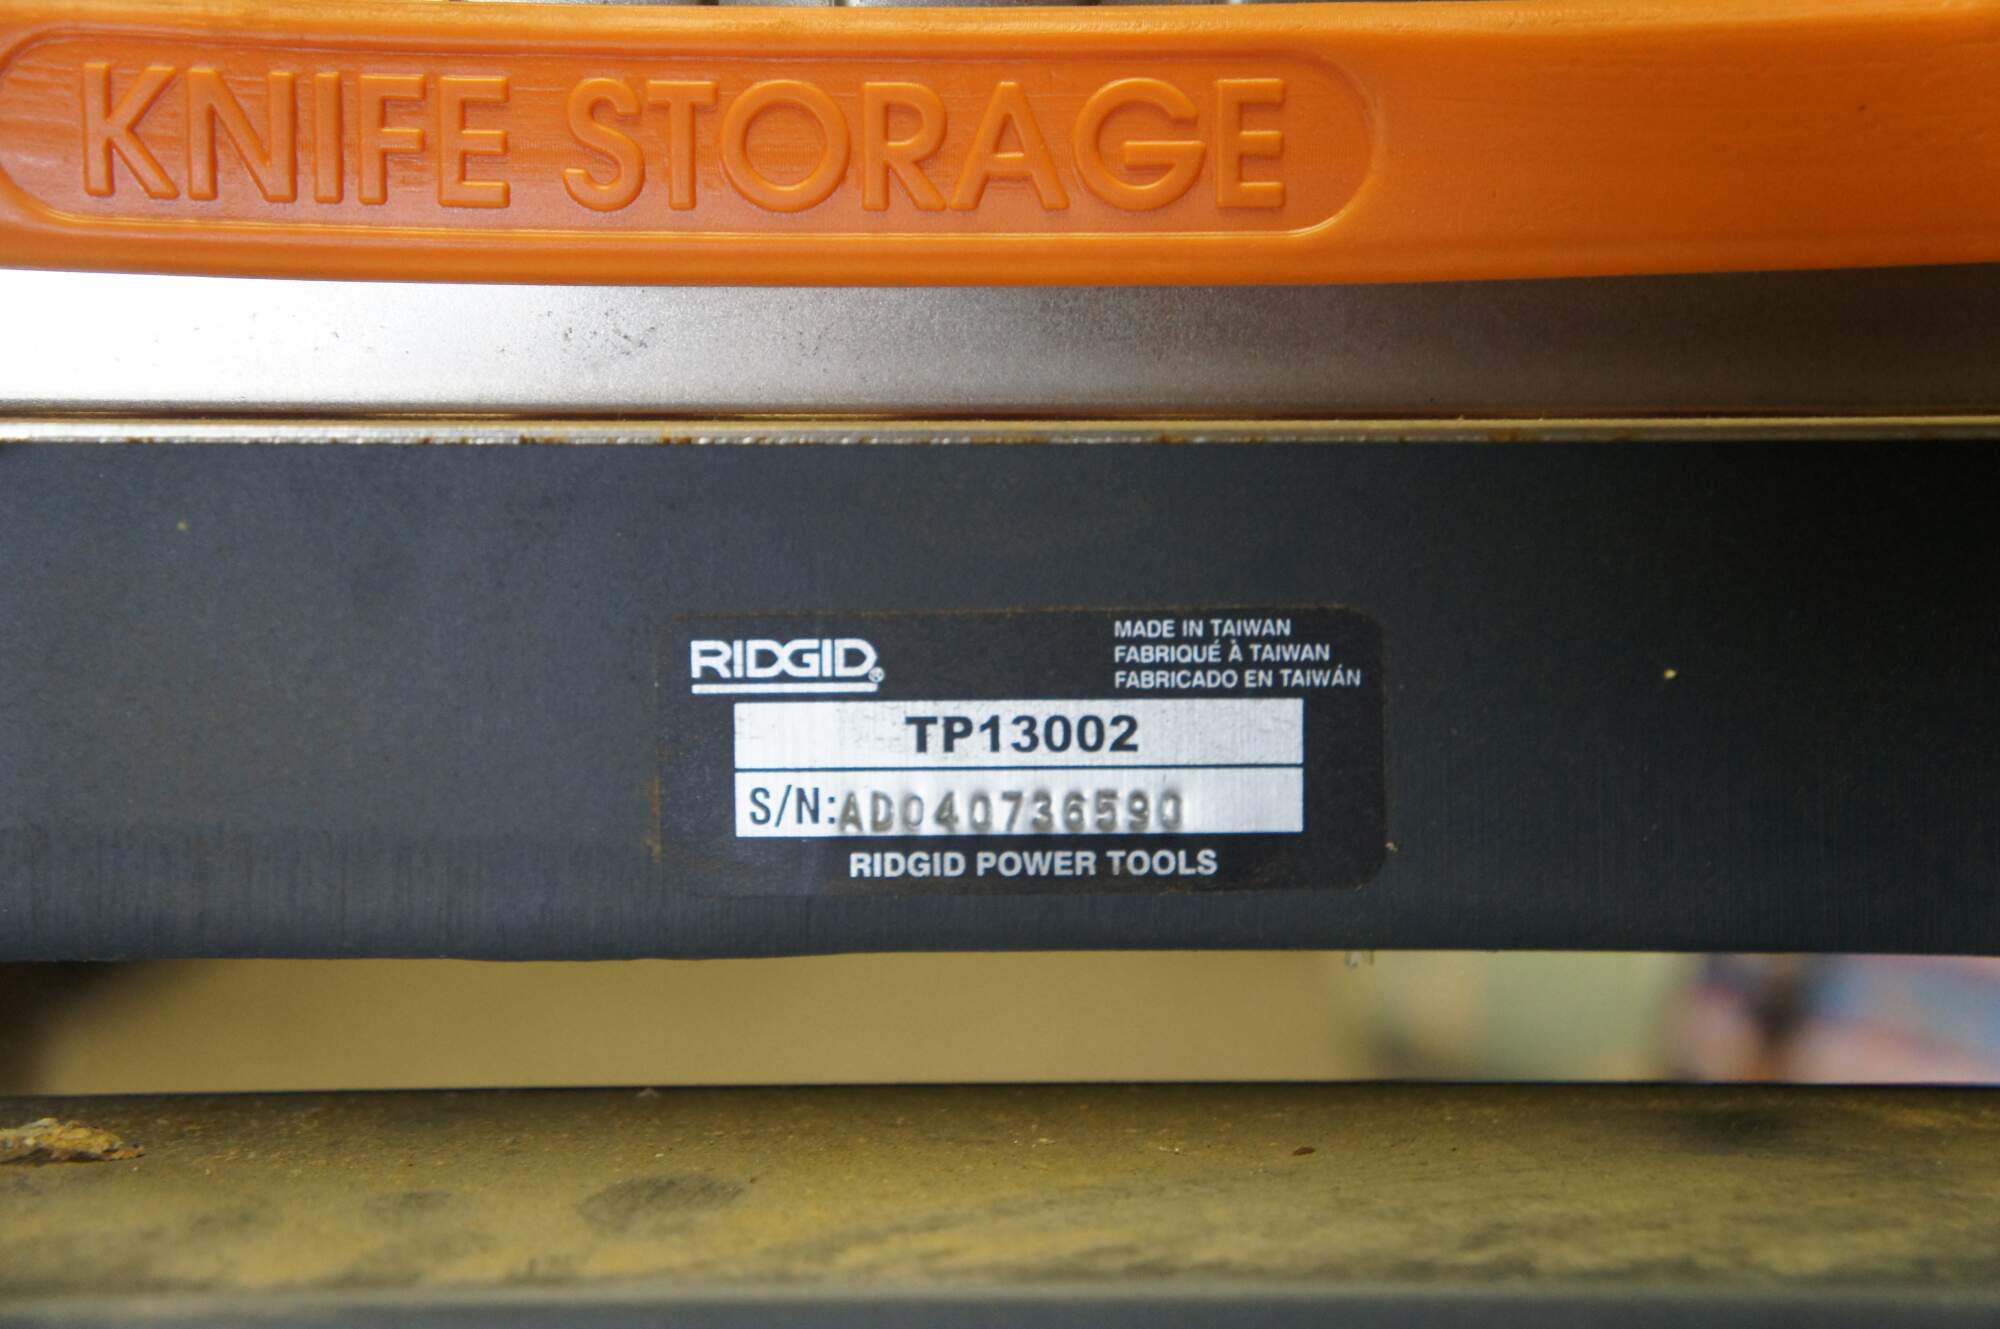 KNIFE STORAGE
RIDGID®
MADE IN TAIWAN
FABRIQUÉ À TAIWAN
FABRICADO EN TAIWÁN
TP13002
S/N:AD040736590
RIDGID POWER TOOLS